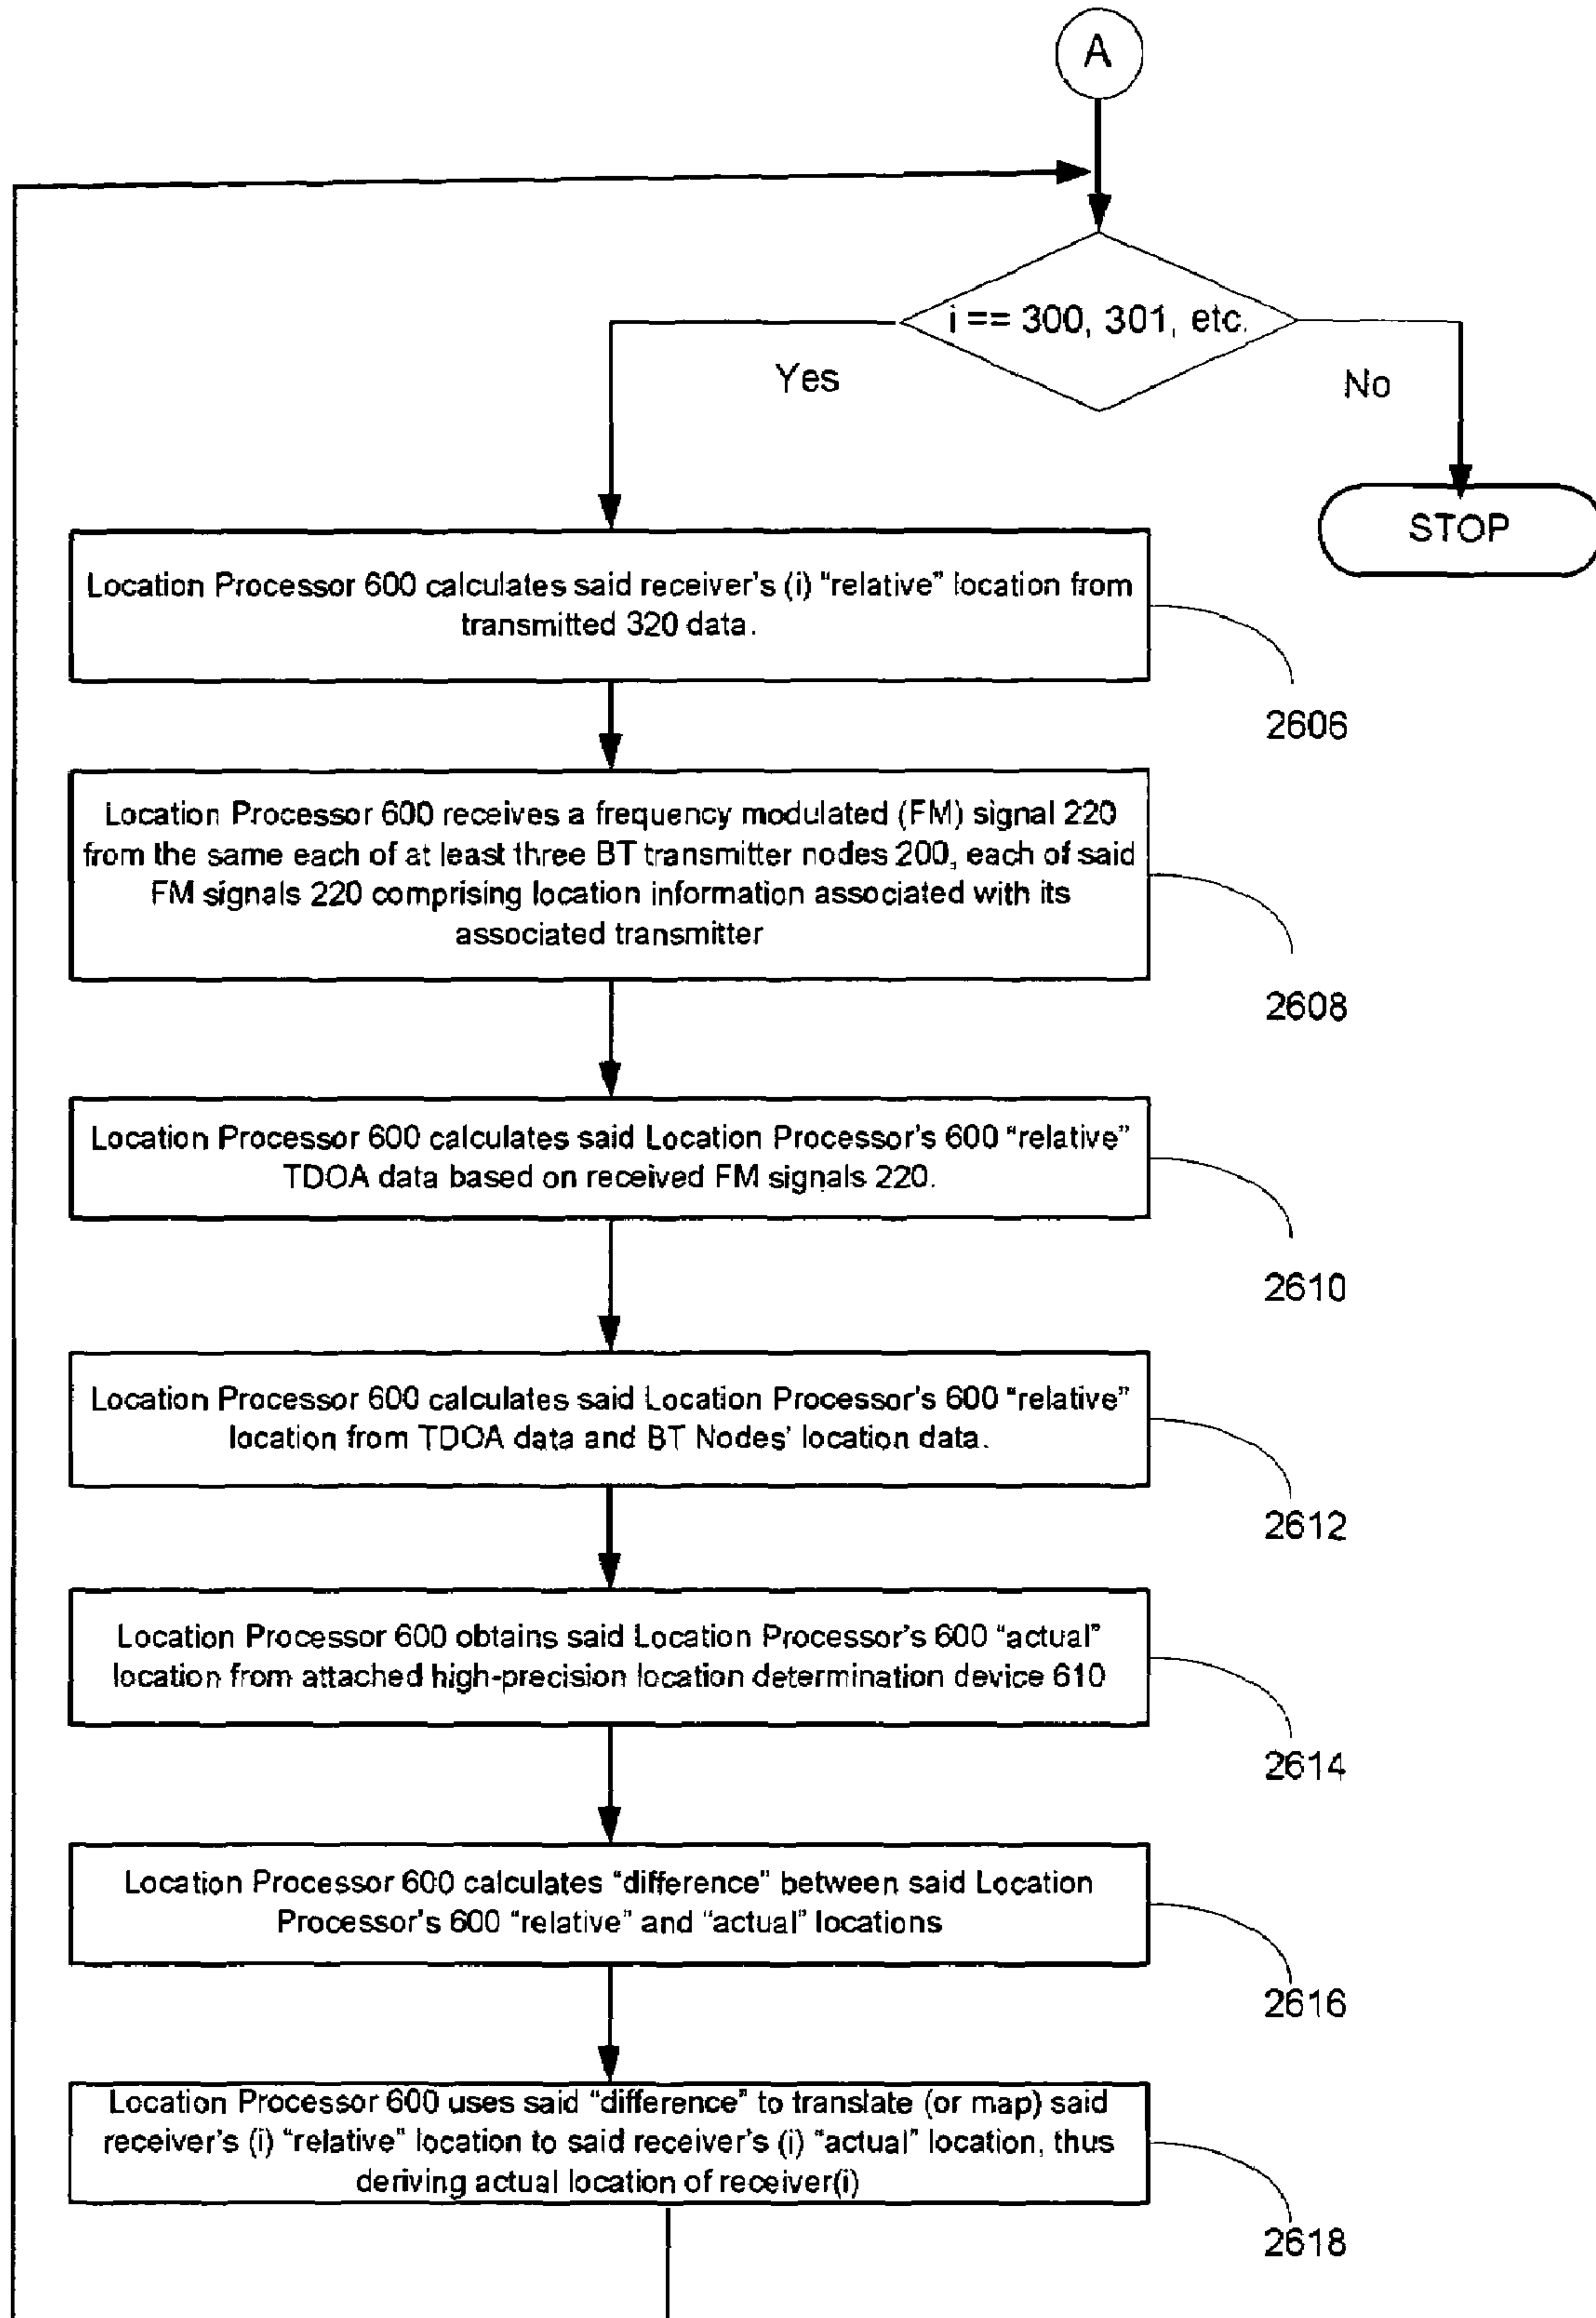 A
i == 300, 301, etc.
Yes
No
STOP
Location Processor 600 calculates said receiver's (i) “relative” location from
transmitted 320 data.
2606
Location Processor 600 receives a frequency modulated (FM) signal 220
from the same each of at least three BT transmitter nodes 200, each of said
FM signals 220 comprising location information associated with its
associated transmitter
2608
Location Processor 600 calculates said Location Processor's 600 “relative”
TDOA data based on received FM signals 220.
2610
Location Processor 600 calculates said Location Processor's 600 “relative”
location from TDOA data and BT Nodes' location data.
2612
Location Processor 600 obtains said Location Processor's 600 “actual”
location from attached high-precision location determination device 610
2614
Location Processor 600 calculates “difference” between said Location
Processor's 600 “relative” and “actual” locations
2616
Location Processor 600 uses said “difference” to translate (or map) said
receiver's (i) “relative” location to said receiver's (i) “actual” location, thus
deriving actual location of receiver(i)
2618